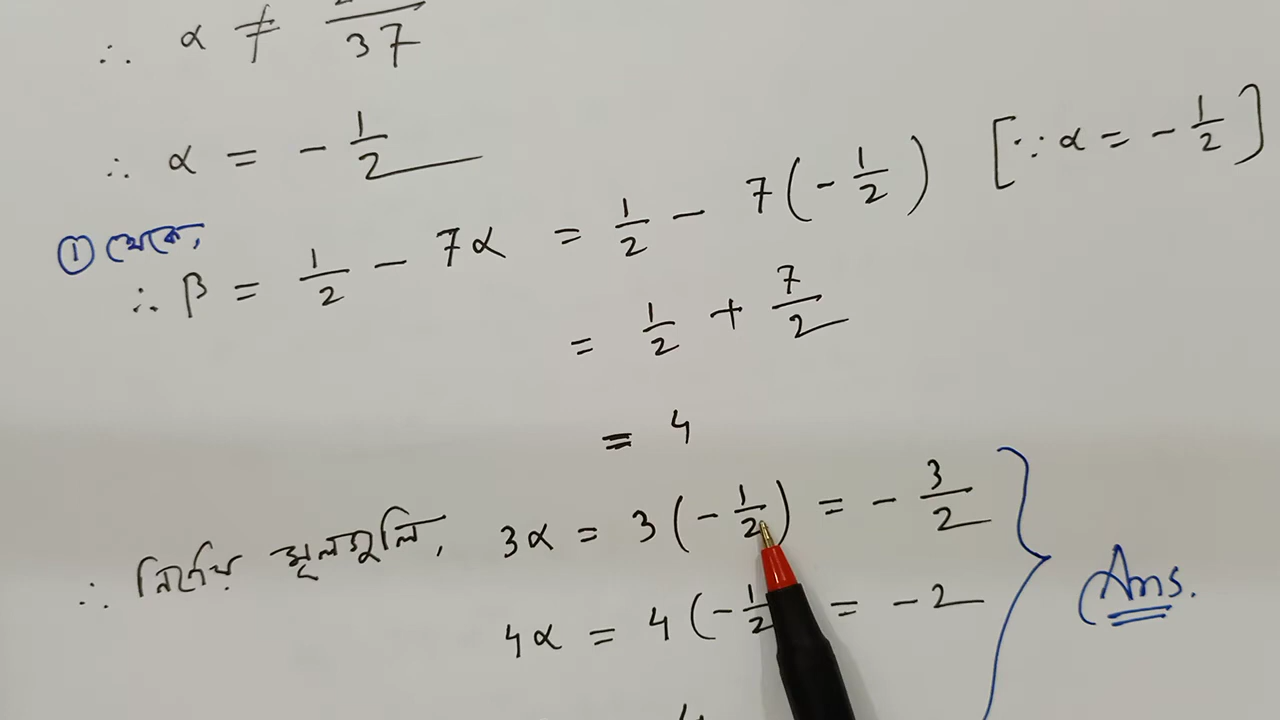 ∴ α ≠ /37
∴ α = - 1/2
[∵ α = - 1/2]
① থেকে,
∴ β = 1/2 - 7α = 1/2 - 7(- 1/2)
= 1/2 + 7/2
= 4
∴ নির্ণেয় মূলগুলি, 3α = 3(- 1/2) = - 3/2
4α = 4(- 1/2 = - 2
Ans.